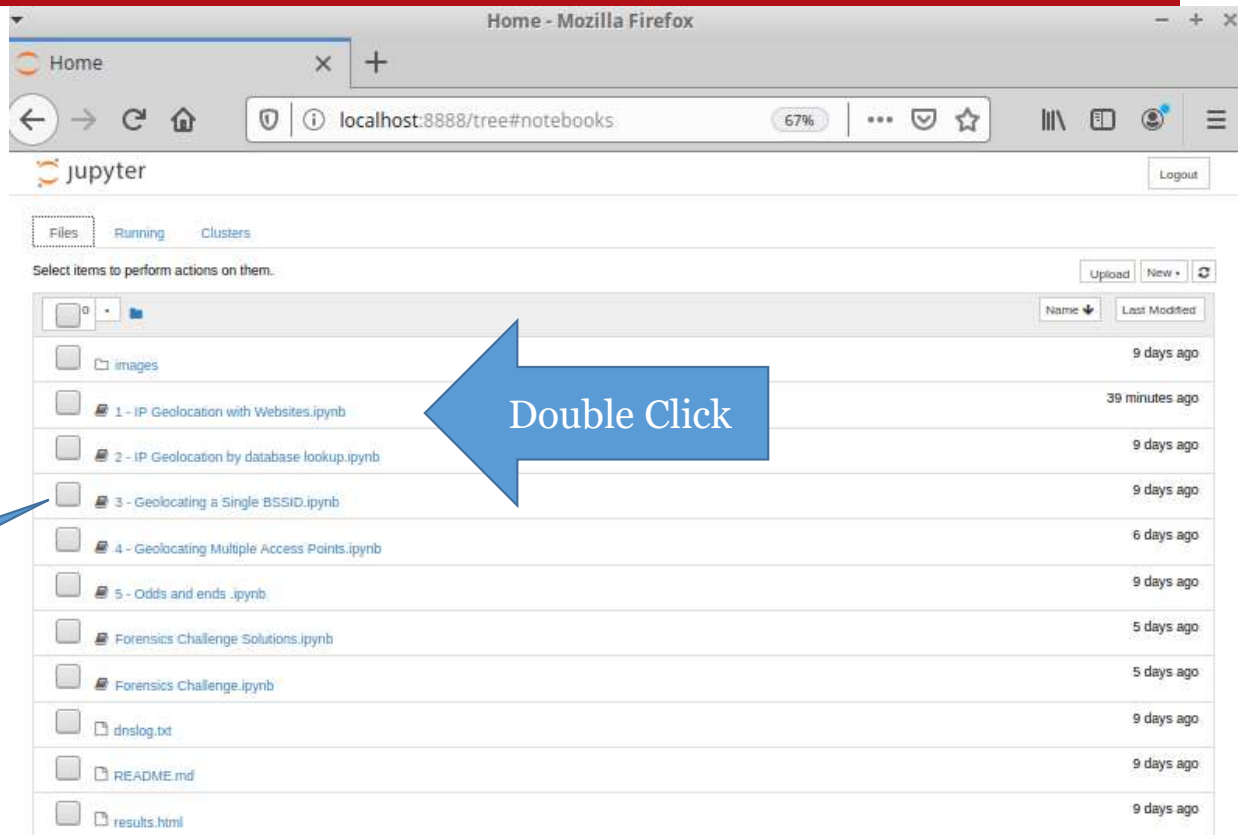 Home - Mozilla Firefox
Home
localhost:8888/tree#notebooks 67%
jupyter Logout
Files Running Clusters
Select items to perform actions on them. Upload New
0 Name Last Modified
images 9 days ago
1 - IP Geolocation with Websites.ipynb 39 minutes ago
Double Click
2 - IP Geolocation by database lookup.ipynb 9 days ago
3 - Geolocating a Single BSSID.ipynb 9 days ago
4 - Geolocating Multiple Access Points.ipynb 6 days ago
5 - Odds and ends .ipynb 9 days ago
Forensics Challenge Solutions.ipynb 5 days ago
Forensics Challenge.ipynb 5 days ago
dnslog.txt 9 days ago
README.md 9 days ago
results.html 9 days ago